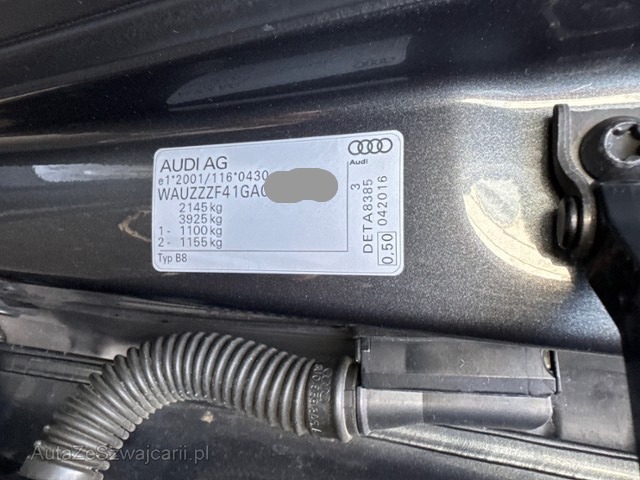 AUDI AG
e1*2001/116*0430
WAUZZZF41GA
2145 kg
3925 kg
1- 1100 kg
2- 1155 kg
Typ B8
Audi
3
DETA8385
0,50 042016
AutaZeSzwajcarii.pl